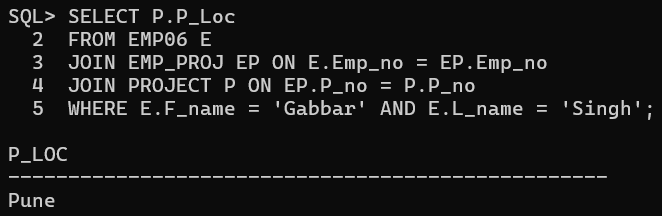 SQL> SELECT P.P_Loc
  2  FROM EMP06 E
  3  JOIN EMP_PROJ EP ON E.Emp_no = EP.Emp_no
  4  JOIN PROJECT P ON EP.P_no = P.P_no
  5  WHERE E.F_name = 'Gabbar' AND E.L_name = 'Singh';

P_LOC
--------------------------------------------------
Pune